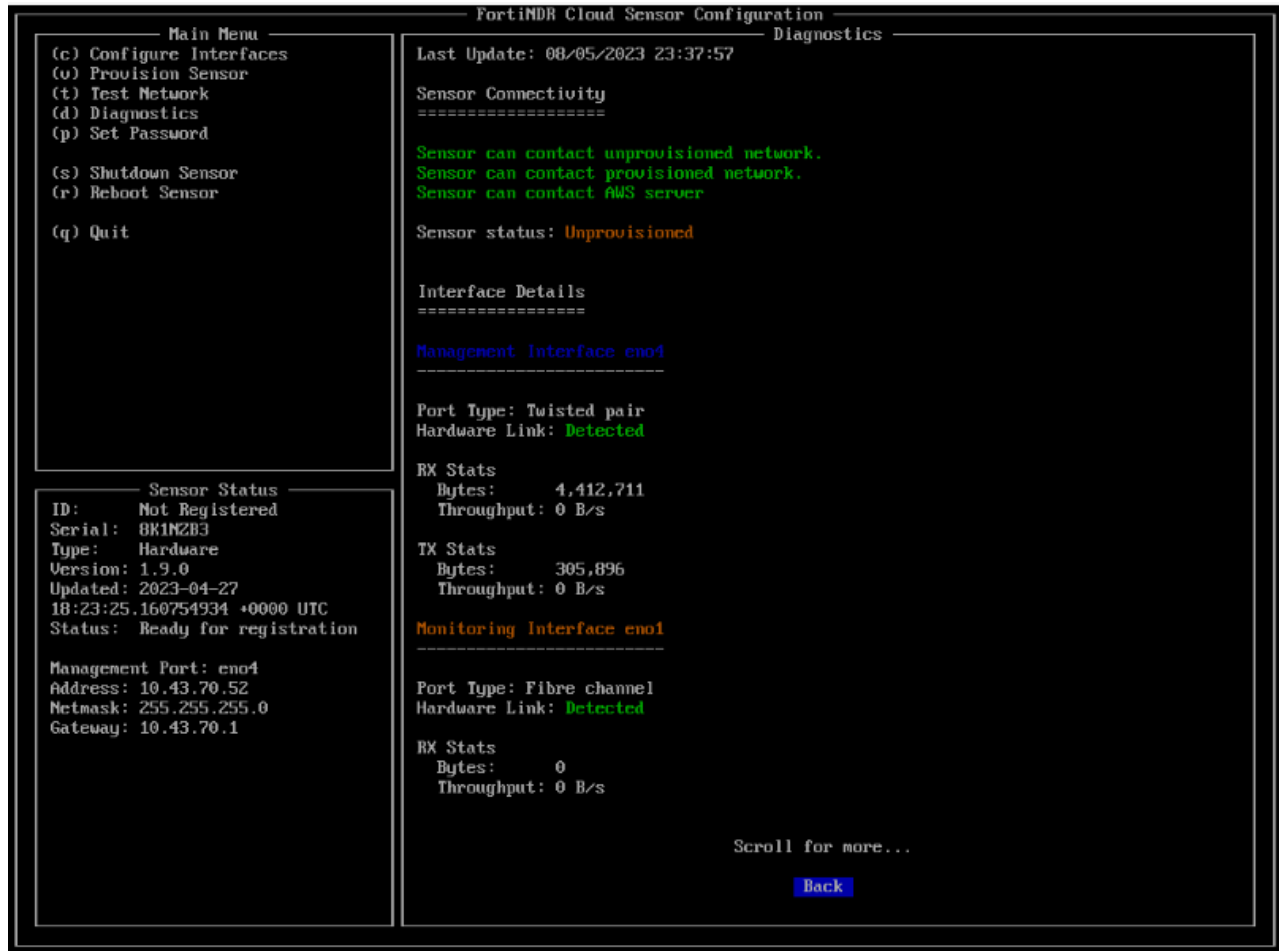 FortiNDR Cloud Sensor Configuration
Main Menu
(c) Configure Interfaces
(v) Provision Sensor
(t) Test Network
(d) Diagnostics
(p) Set Password
(s) Shutdown Sensor
(r) Reboot Sensor
(q) Quit
Sensor Status
ID: Not Registered
Serial: 8K1NZB3
Type: Hardware
Version: 1.9.0
Updated: 2023-04-27
18:23:25.160754934 +0000 UTC
Status: Ready for registration
Management Port: eno4
Address: 10.43.70.52
Netmask: 255.255.255.0
Gateway: 10.43.70.1
Diagnostics
Last Update: 08/05/2023 23:37:57
Sensor Connectivity
===================
Sensor can contact unprovisioned network.
Sensor can contact provisioned network.
Sensor can contact AWS server
Sensor status: Unprovisioned
Interface Details
=================
Management Interface eno4
-------------------------
Port Type: Twisted pair
Hardware Link: Detected
RX Stats
Bytes: 4,412,711
Throughput: 0 B/s
TX Stats
Bytes: 305,896
Throughput: 0 B/s
Monitoring Interface eno1
-------------------------
Port Type: Fibre channel
Hardware Link: Detected
RX Stats
Bytes: 0
Throughput: 0 B/s
Scroll for more...
Back